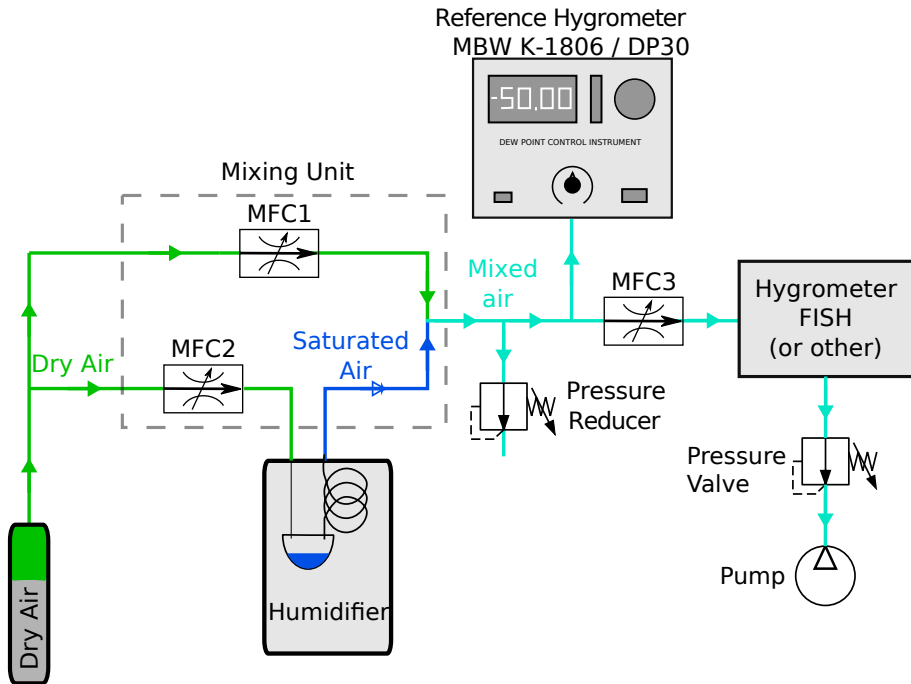 Reference Hygrometer
MBW K-1806 / DP30
-50.00
DEW POINT CONTROL INSTRUMENT
Mixing Unit
MFC1
Mixed
air
MFC3
Hygrometer
FISH
(or other)
Dry Air
MFC2
Saturated
Air
Pressure
Reducer
Pressure
Valve
Pump
Humidifier
Dry Air